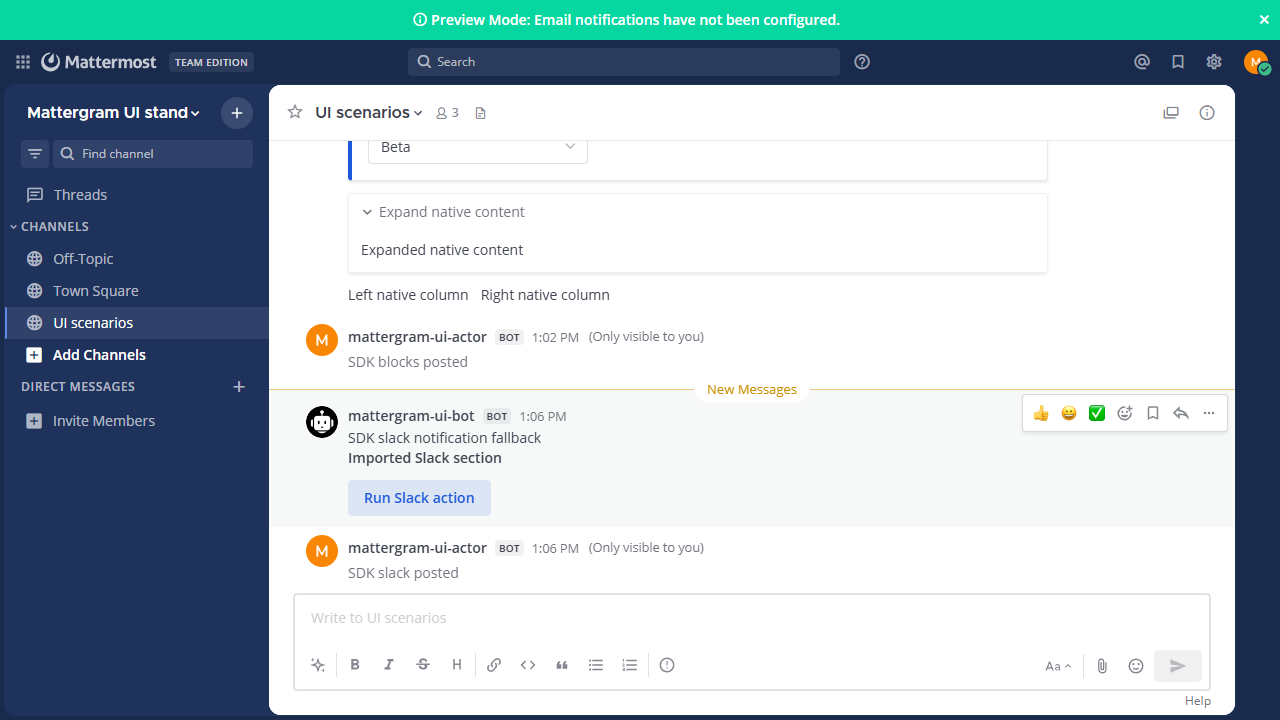 Preview Mode: Email notifications have not been configured.
Mattermost
TEAM EDITION
Search
M
Mattergram UI stand
Find channel
Threads
CHANNELS
Off-Topic
Town Square
UI scenarios
Add Channels
DIRECT MESSAGES
Invite Members
UI scenarios
3
Beta
Expand native content
Expanded native content
Left native column Right native column
M
mattergram-ui-actor BOT 1:02 PM (Only visible to you)
SDK blocks posted
New Messages
mattergram-ui-bot BOT 1:06 PM
SDK slack notification fallback
Imported Slack section
Run Slack action
M
mattergram-ui-actor BOT 1:06 PM (Only visible to you)
SDK slack posted
Write to UI scenarios
B I S H
Aa
Help